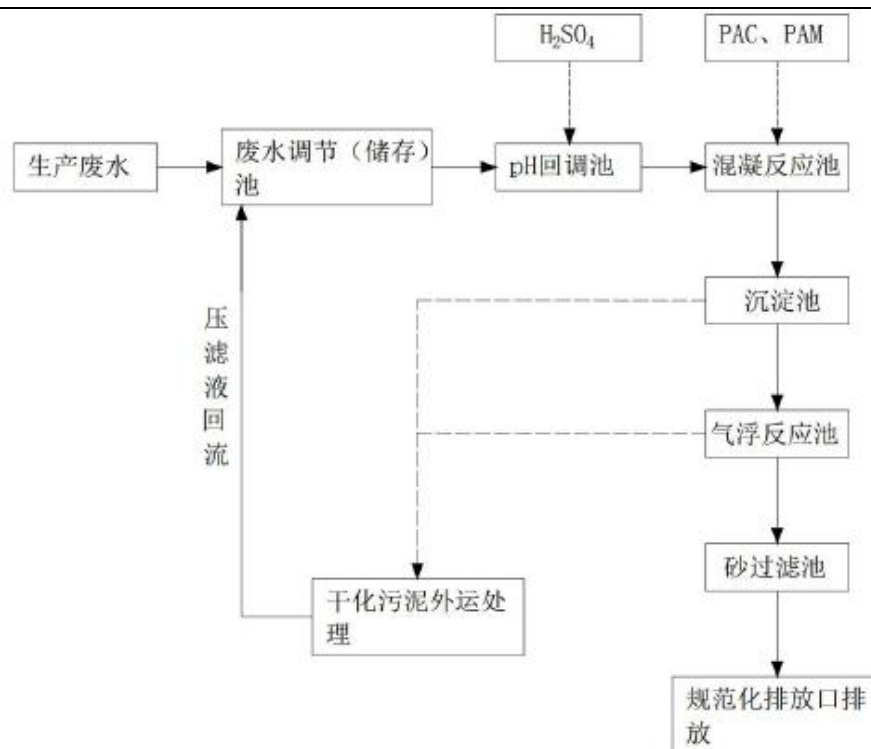 H₂SO₄
PAC、PAM
生产废水
废水调节（储存）
池
pH回调池
混凝反应池
沉淀池
压滤液回流
气浮反应池
砂过滤池
干化污泥外运处
理
规范化排放口排
放